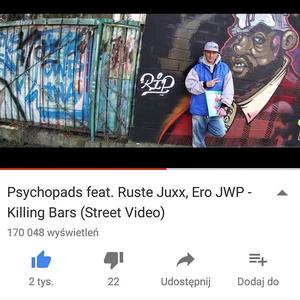 RIP
Psychopads feat. Ruste Juxx, Ero JWP -
Killing Bars (Street Video)
170 048 wyświetleń
2 tys.
22
Udostępnij
Dodaj do